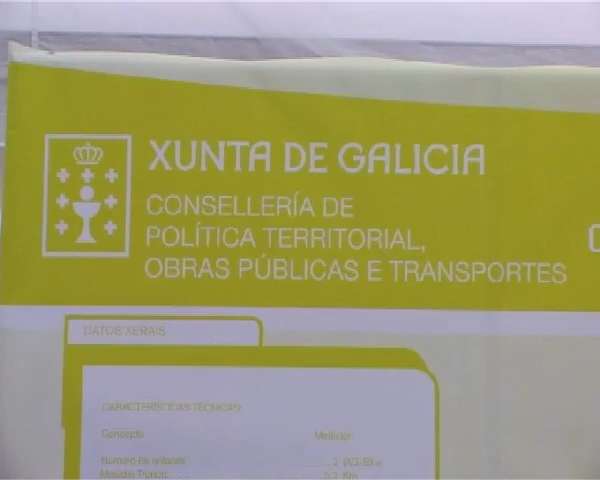 XUNTA DE GALICIA
CONSELLERÍA DE
POLÍTICA TERRITORIAL,
OBRAS PÚBLICAS E TRANSPORTES
DATOS XERAIS
CARACTERÍSTICAS TÉCNICAS:
Concepto Medición